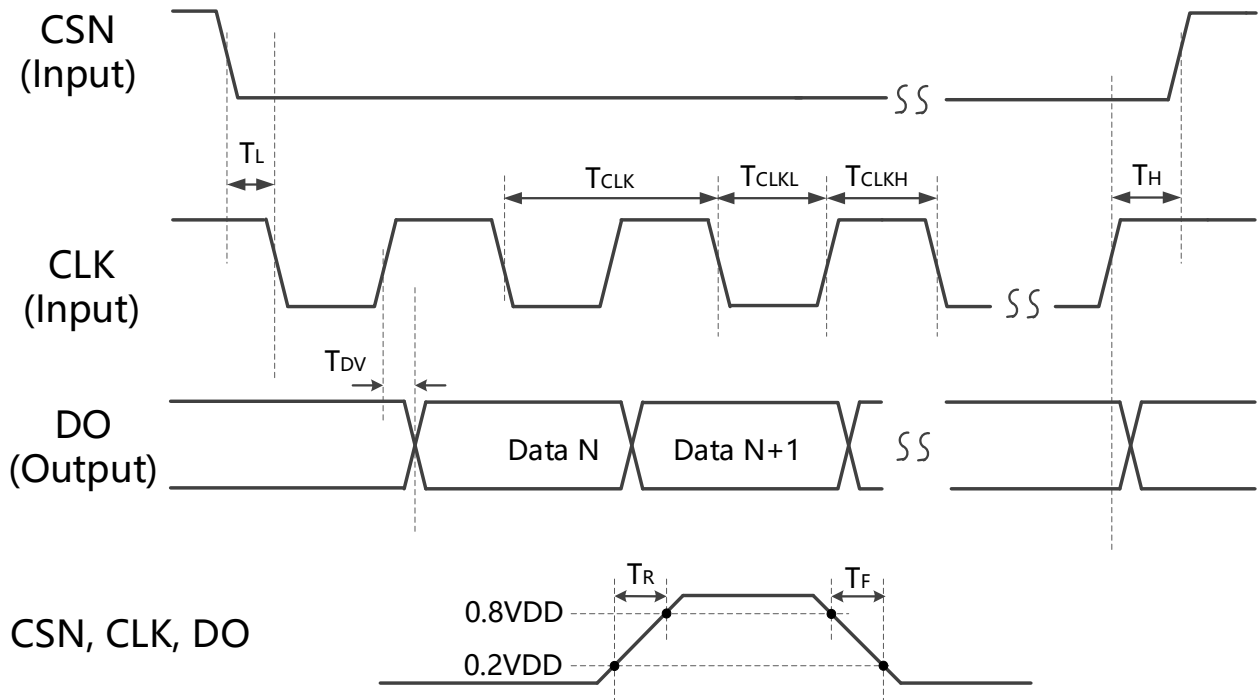 CSN
(Input)
TL
TCLK
TCLKL
TCLKH
TH
CLK
(Input)
TDV
DO
(Output)
Data N
Data N+1
TR
TF
0.8VDD
CSN, CLK, DO
0.2VDD